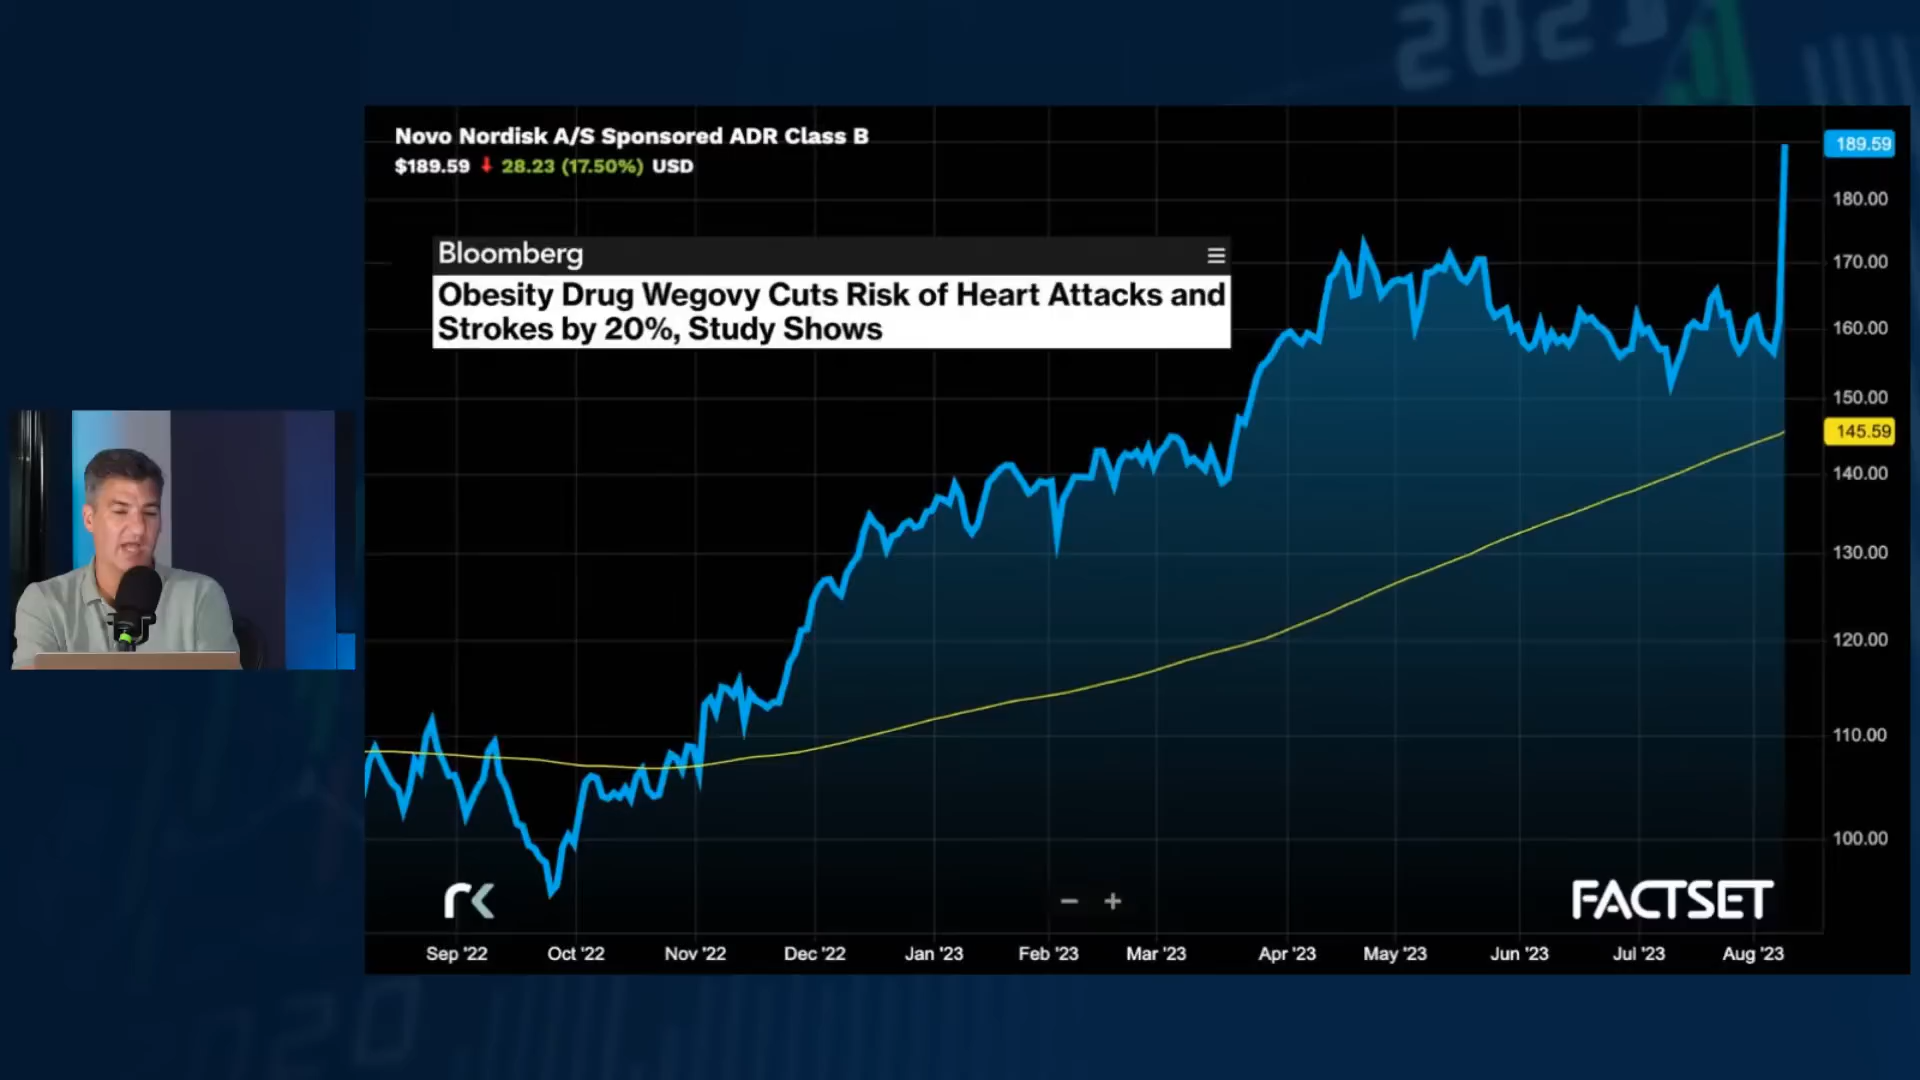 Novo Nordisk A/S Sponsored ADR Class B
$189.59 28.23 (17.50%) USD
Bloomberg
Obesity Drug Wegovy Cuts Risk of Heart Attacks and
Strokes by 20%, Study Shows
189.59
180.00
170.00
160.00
150.00
145.59
140.00
130.00
120.00
110.00
100.00
FACTSET
Sep '22 Oct '22 Nov '22 Dec '22 Jan '23 Feb '23 Mar '23 Apr '23 May '23 Jun '23 Jul '23 Aug '23
2020